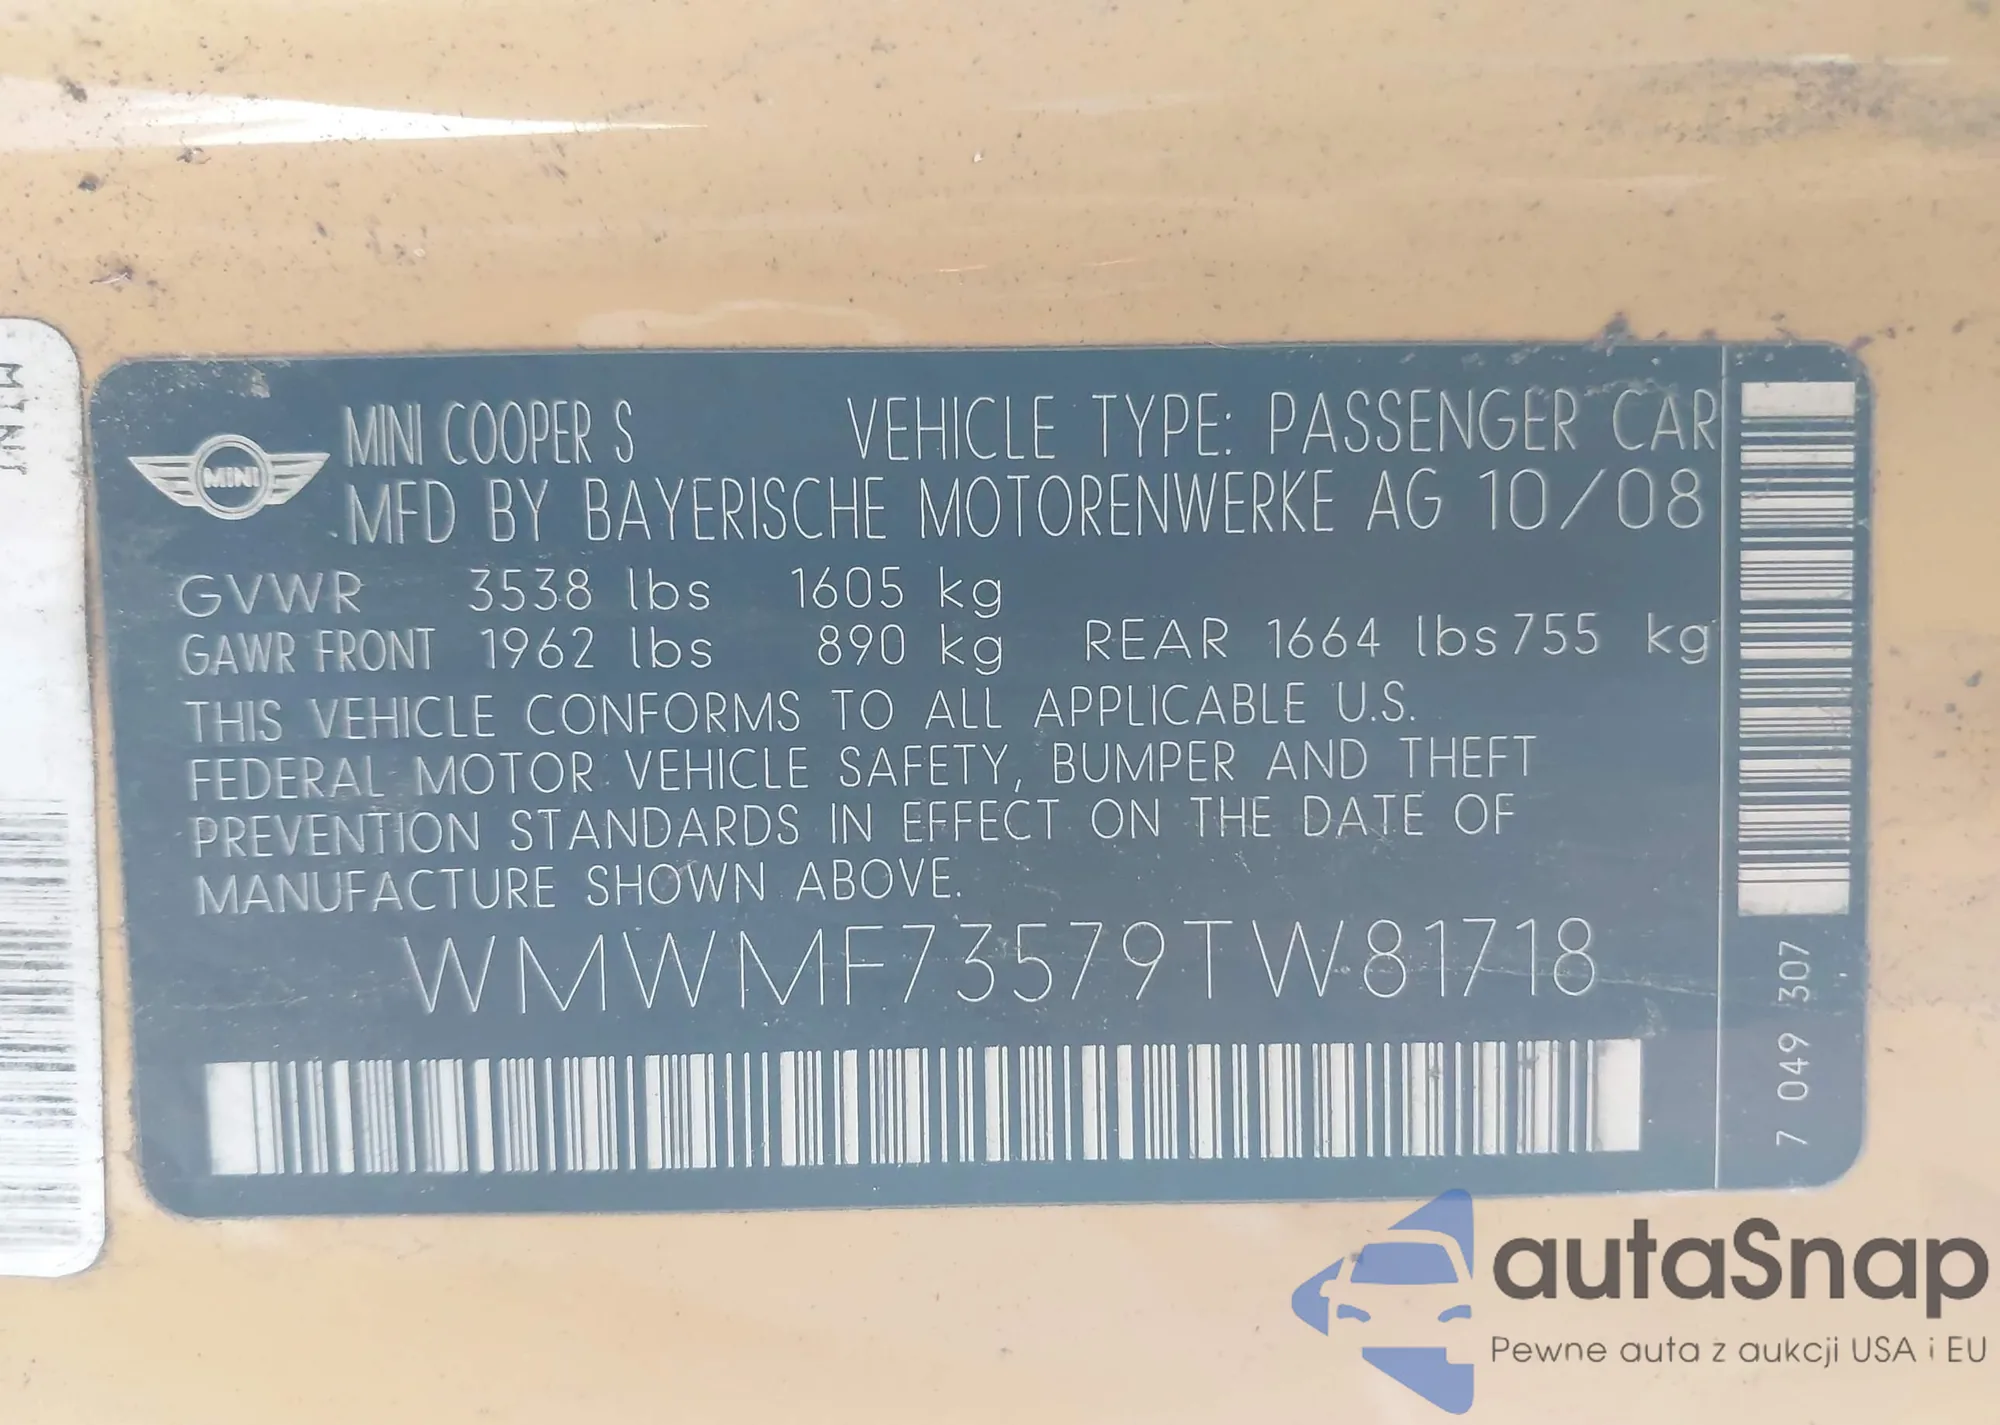 MINI
MINI
MINI COOPER S VEHICLE TYPE: PASSENGER CAR
MFD BY BAYERISCHE MOTORENWERKE AG 10/08
GVWR 3538 lbs 1605 kg
GAWR FRONT 1962 lbs 890 kg REAR 1664 lbs 755 kg
THIS VEHICLE CONFORMS TO ALL APPLICABLE U.S.
FEDERAL MOTOR VEHICLE SAFETY, BUMPER AND THEFT
PREVENTION STANDARDS IN EFFECT ON THE DATE OF
MANUFACTURE SHOWN ABOVE.
WMWMF73579TW81718
7 049 307
autaSnap
Pewne auta z aukcji USA i EU